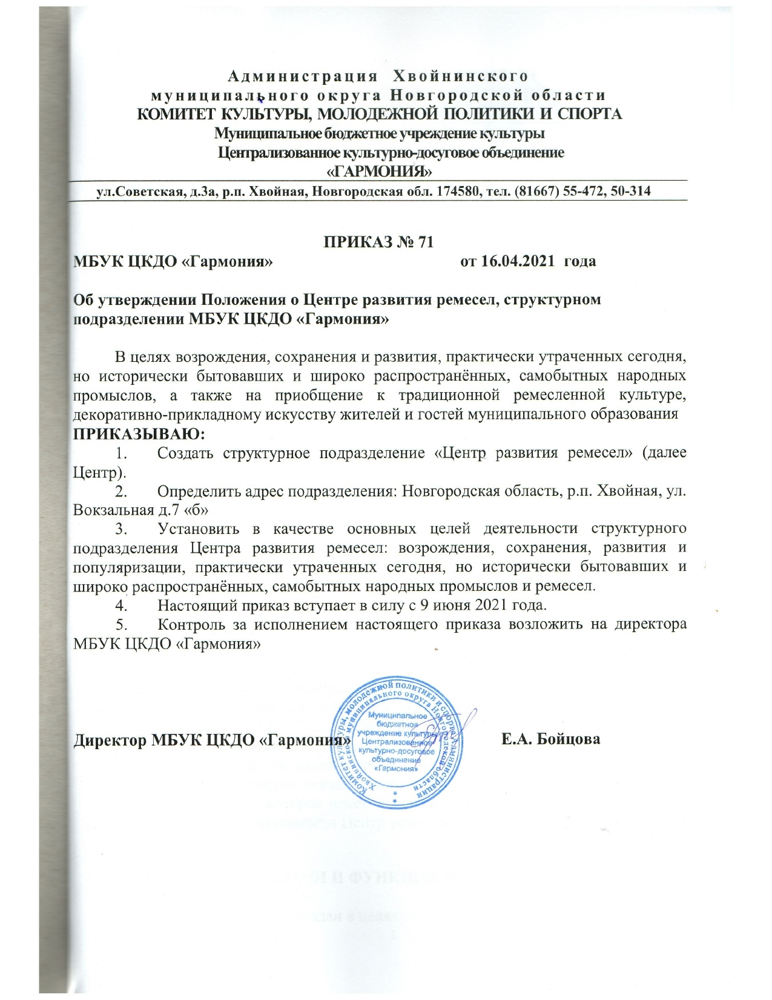 Администрация Хвойнинского
муниципального округа Новгородской области
КОМИТЕТ КУЛЬТУРЫ, МОЛОДЕЖНОЙ ПОЛИТИКИ И СПОРТА
Муниципальное бюджетное учреждение культуры
Централизованное культурно-досуговое объединение
«ГАРМОНИЯ»
ул.Советская, д.3а, р.п. Хвойная, Новгородская обл. 174580, тел. (81667) 55-472, 50-314
ПРИКАЗ № 71
МБУК ЦКДО «Гармония» от 16.04.2021 года
Об утверждении Положения о Центре развития ремесел, структурном
подразделении МБУК ЦКДО «Гармония»
В целях возрождения, сохранения и развития, практически утраченных сегодня,
но исторически бытовавших и широко распространённых, самобытных народных
промыслов, а также на приобщение к традиционной ремесленной культуре,
декоративно-прикладному искусству жителей и гостей муниципального образования
ПРИКАЗЫВАЮ:
1. Создать структурное подразделение «Центр развития ремесел» (далее
Центр).
2. Определить адрес подразделения: Новгородская область, р.п. Хвойная, ул.
Вокзальная д.7 «б»
3. Установить в качестве основных целей деятельности структурного
подразделения Центра развития ремесел: возрождения, сохранения, развития и
популяризации, практически утраченных сегодня, но исторически бытовавших и
широко распространённых, самобытных народных промыслов и ремесел.
4. Настоящий приказ вступает в силу с 9 июня 2021 года.
5. Контроль за исполнением настоящего приказа возложить на директора
МБУК ЦКДО «Гармония»
Директор МБУК ЦКДО «Гармония» Е.А. Бойцова
Комитет культуры, молодежной политики и спорта Администрации
Хвойнинского муниципального округа Новгородской области
Муниципальное
бюджетное
учреждение культуры
Централизованное
культурно-досуговое
объединение
«Гармония»